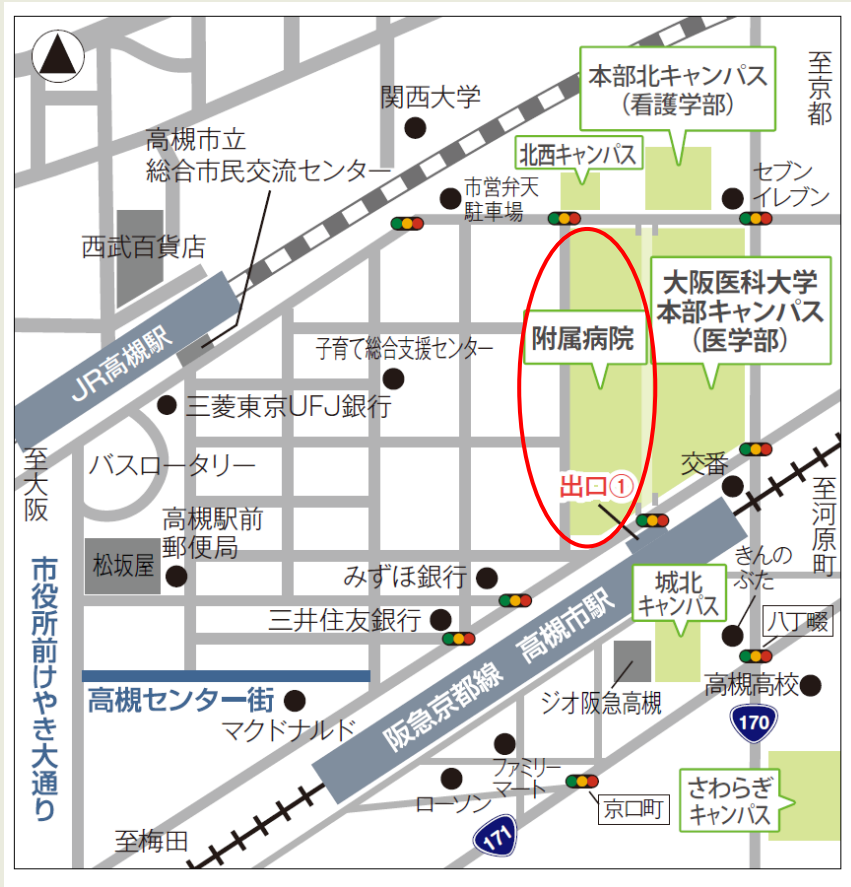 関西大学
本部北キャンパス
(看護学部)
至京都
高槻市立
総合市民交流センター
北西キャンパス
市営弁天
駐車場
セブン
イレブン
西武百貨店
大阪医科大学
本部キャンパス
(医学部)
附属病院
JR高槻駅
子育て総合支援センター
三菱東京UFJ銀行
至大阪
バスロータリー
交番
出口①
至河原町
高槻駅前
郵便局
松坂屋
みずほ銀行
きんの
ぶた
城北
キャンパス
三井住友銀行
八丁畷
市役所前けやき大通り
阪急京都線 高槻市駅
高槻センター街
マクドナルド
ジオ阪急高槻
高槻高校
170
ファミリー
マート
ローソン
京口町
さわらぎ
キャンパス
171
至梅田